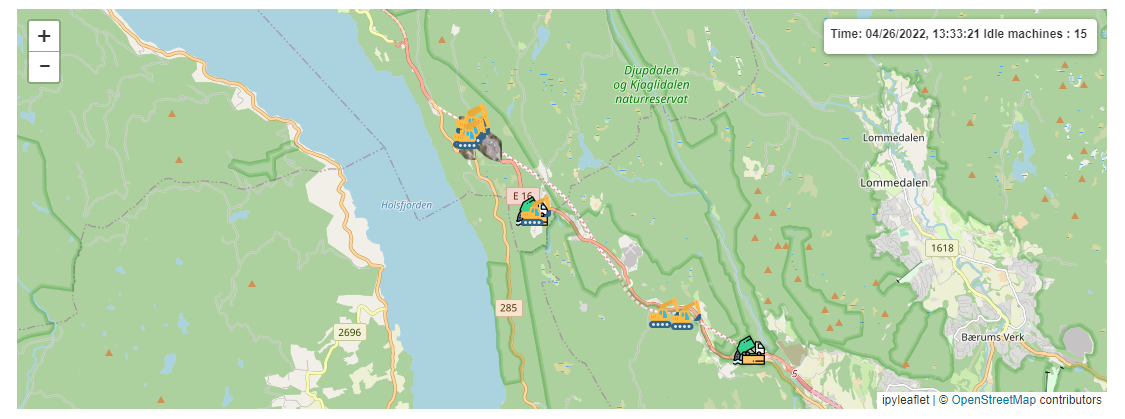 +
−
Time: 04/26/2022, 13:33:21 Idle machines : 15
Djupdalen
og Kjaglidalen
naturreservat
Lommedalen
Lommedalen
E 16
Holsfjorden
1618
285
2696
Bærums Verk
5
ipyleaflet | © OpenStreetMap contributors